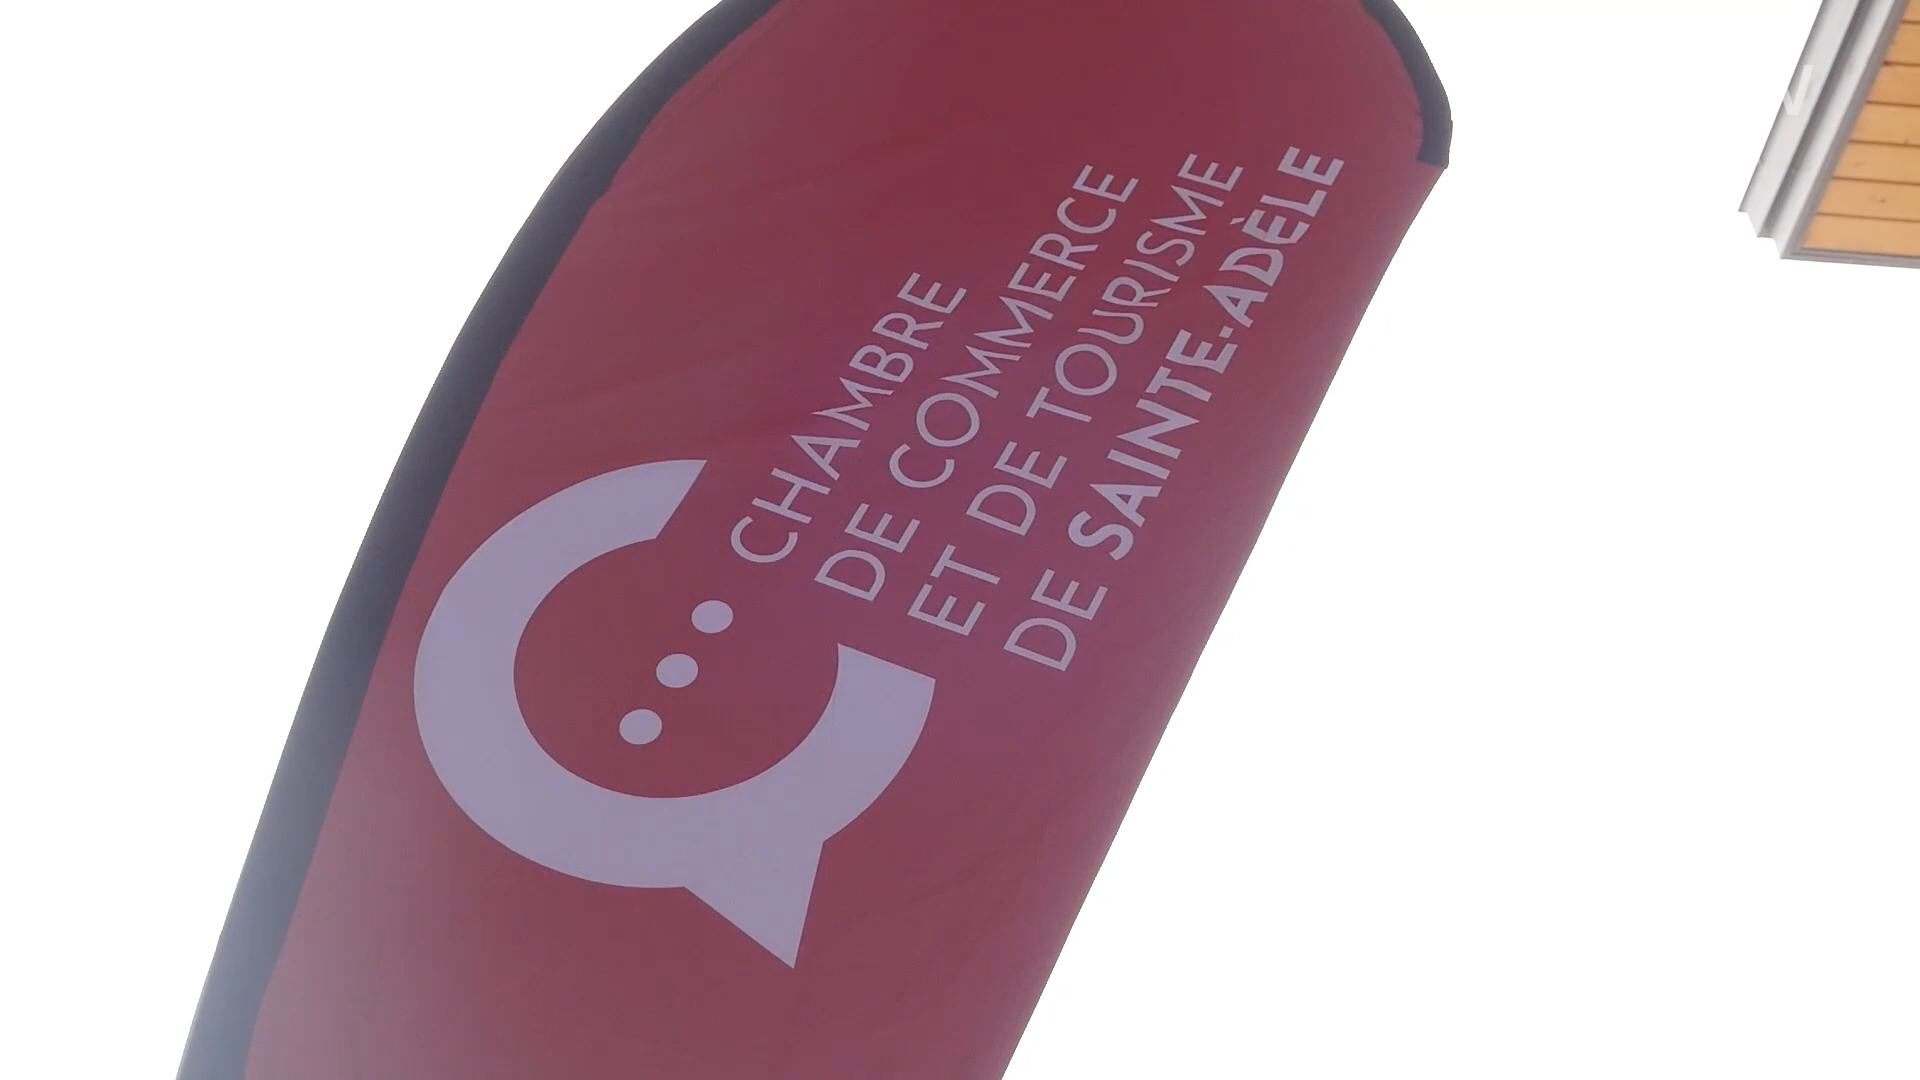 CHAMBRE
DE COMMERCE
ET DE TOURISME
DE SAINTE-ADÈLE